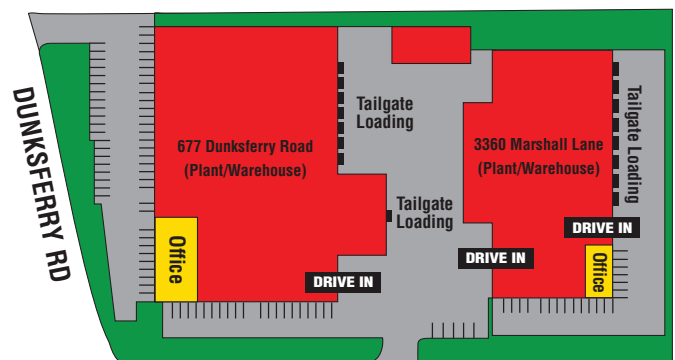 DUNKSFERRY RD
677 Dunksferry Road
(Plant/Warehouse)
Office
Tailgate
Loading
Tailgate
Loading
DRIVE IN
3360 Marshall Lane
(Plant/Warehouse)
Tailgate Loading
DRIVE IN
DRIVE IN
Office